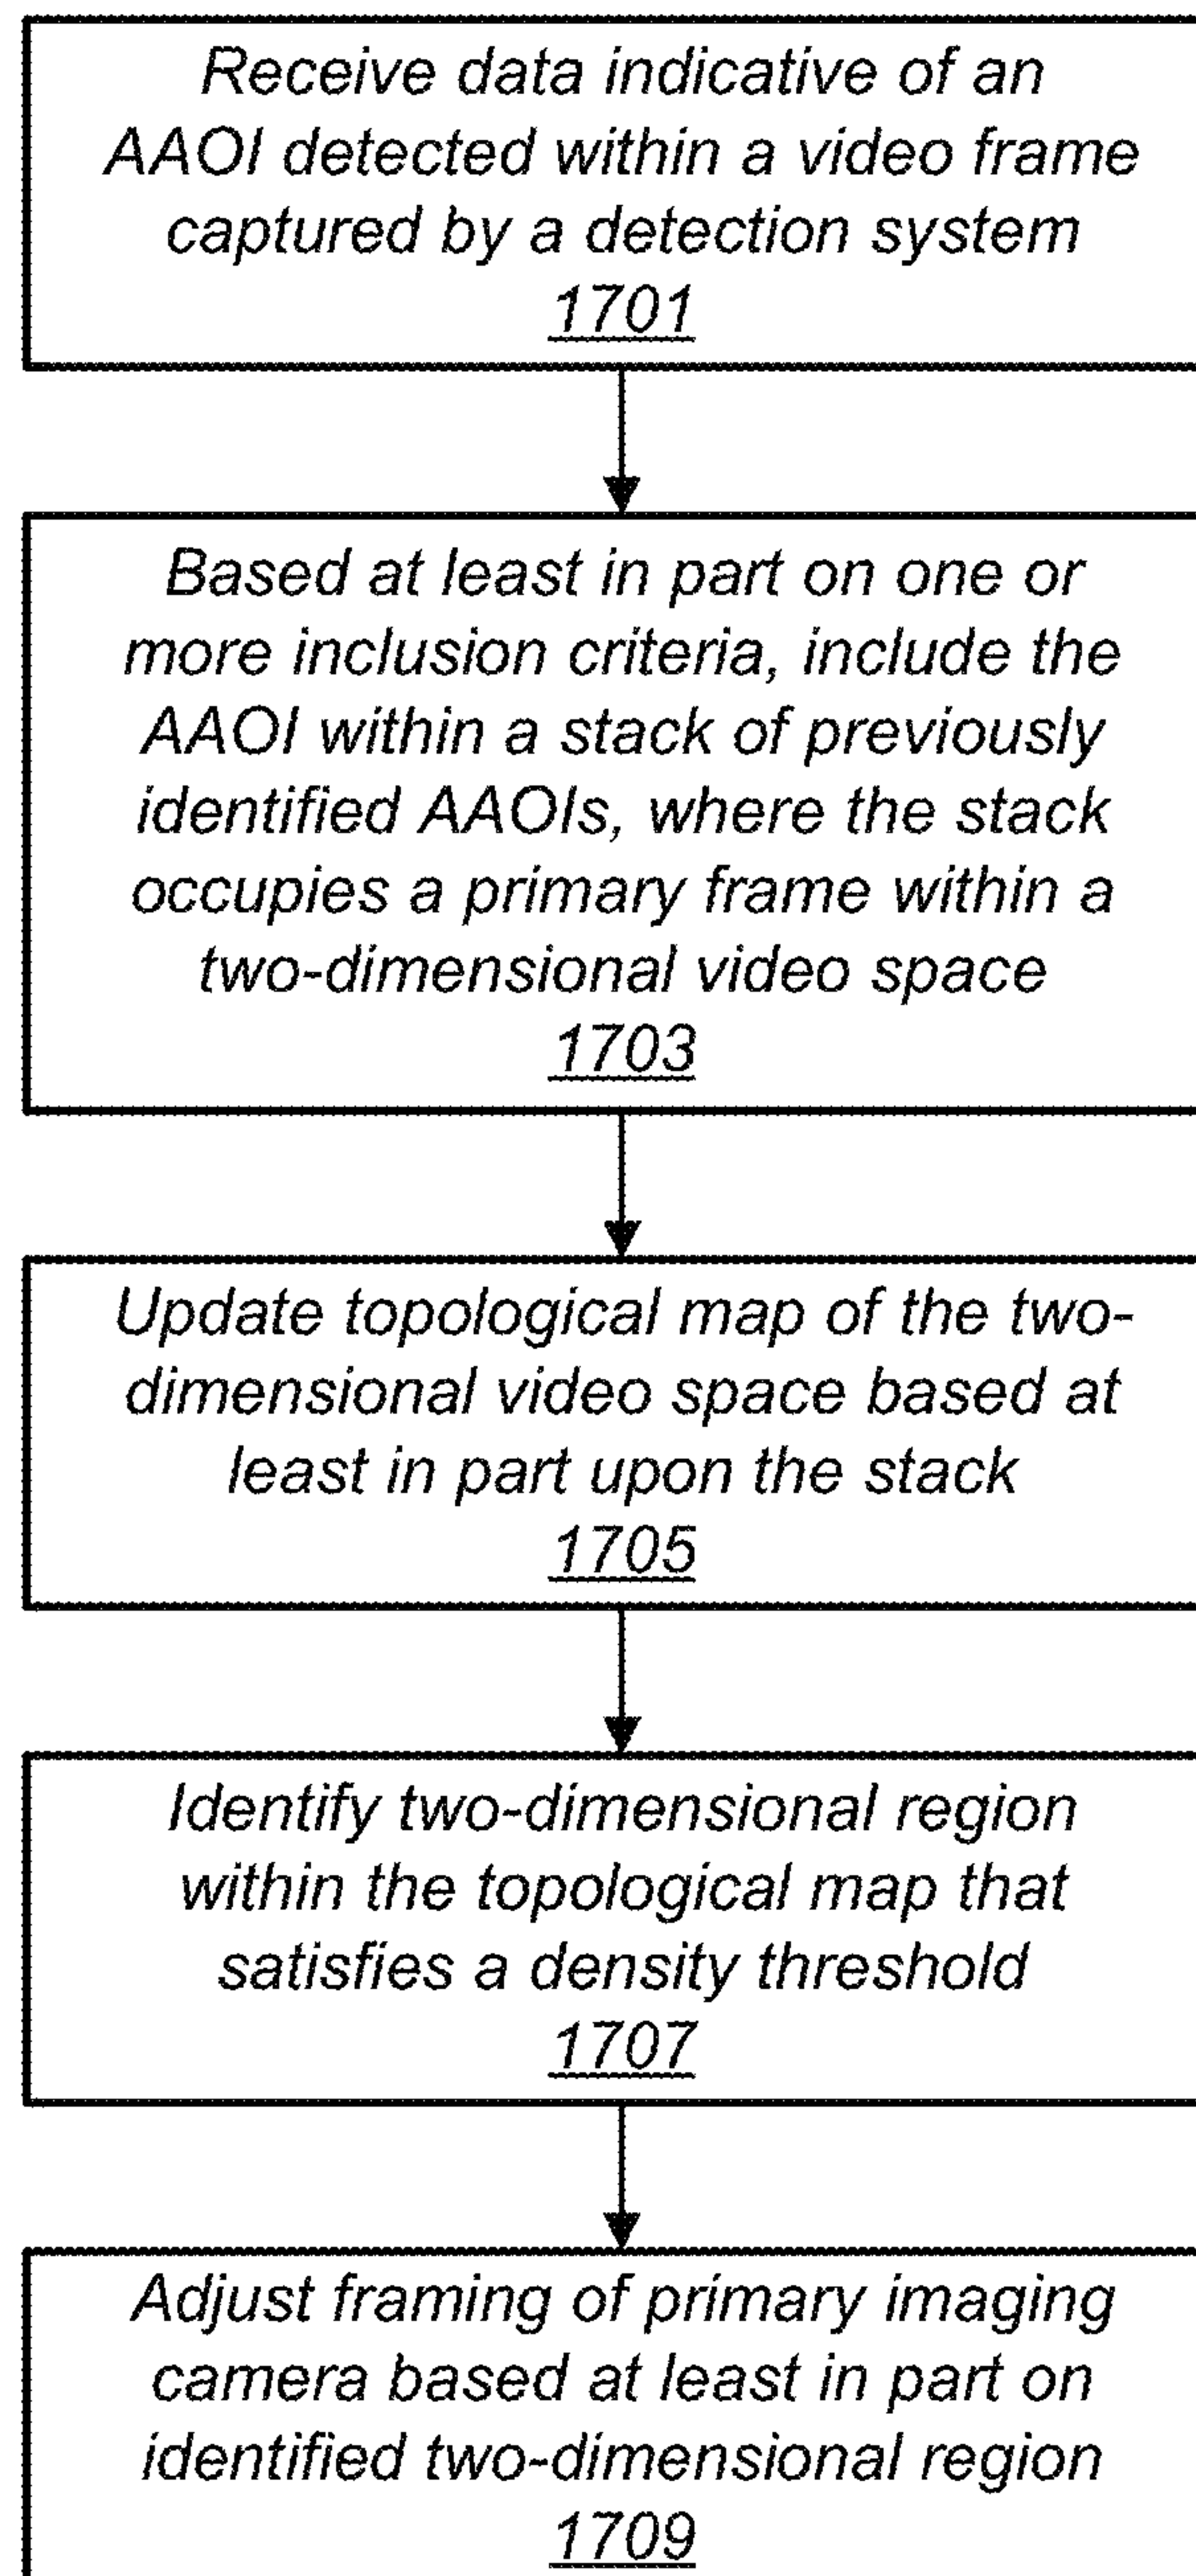 Receive data indicative of an
AAOI detected within a video frame
captured by a detection system
1701
Based at least in part on one or
more inclusion criteria, include the
AAOI within a stack of previously
identified AAOIs, where the stack
occupies a primary frame within a
two-dimensional video space
1703
Update topological map of the two-
dimensional video space based at
least in part upon the stack
1705
Identify two-dimensional region
within the topological map that
satisfies a density threshold
1707
Adjust framing of primary imaging
camera based at least in part on
identified two-dimensional region
1709